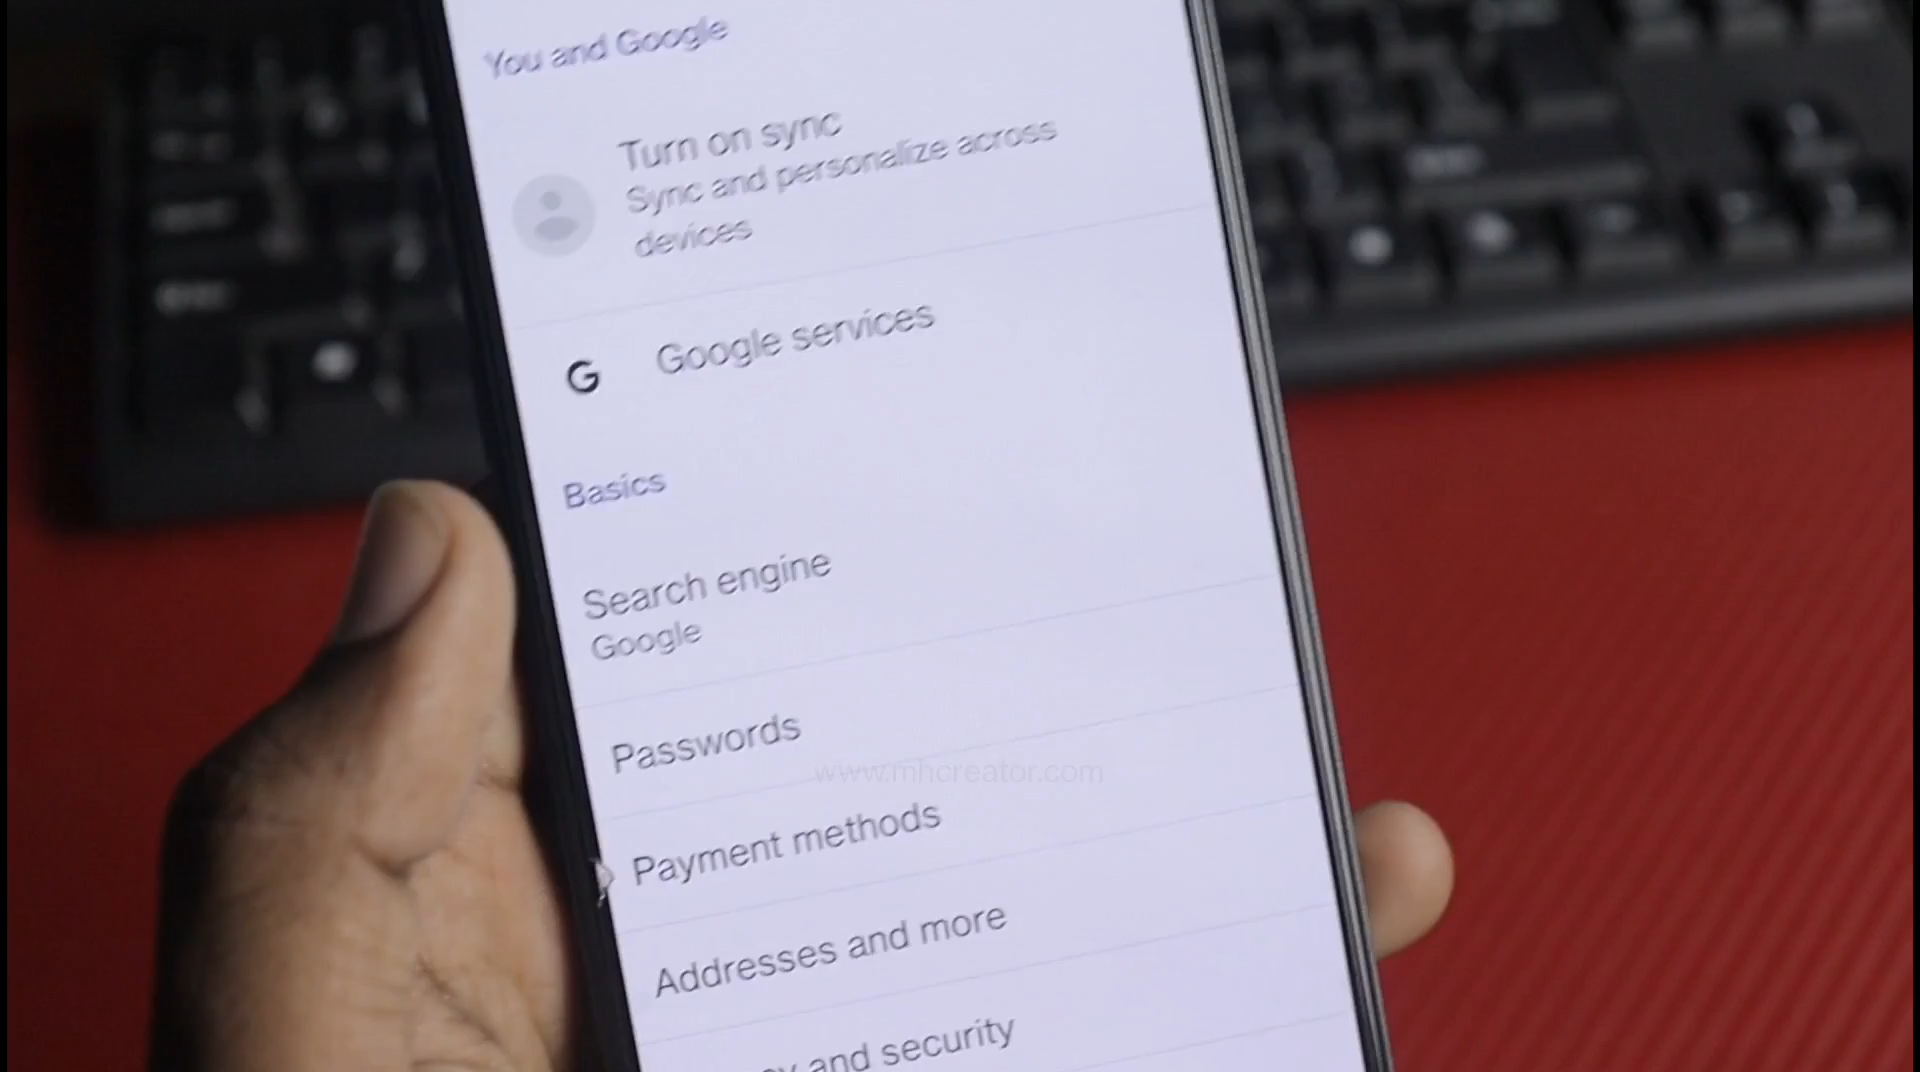 You and Google
Turn on sync
Sync and personalize across
devices
G
Google services
Basics
Search engine
Google
Passwords
www.mhcreator.com
Payment methods
Addresses and more
and security